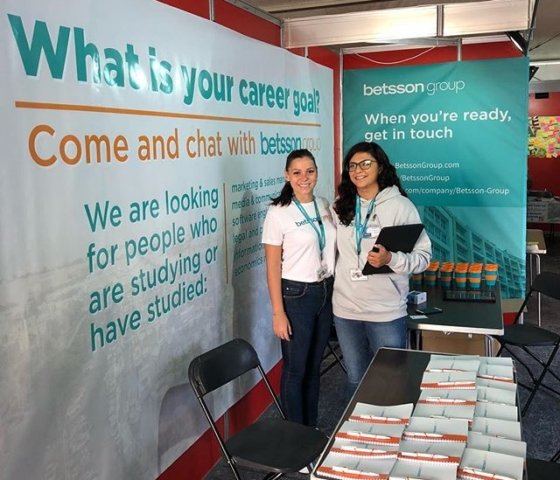 What is your career goal?
Come and chat with betssongroup
We are looking
for people who
are studying or
have studied:
marketing & sales
media &
software
legal and
economics
betsson group
When you're ready,
get in touch
BetssonGroup.com
/BetssonGroup
.com/company/Betsson-Group